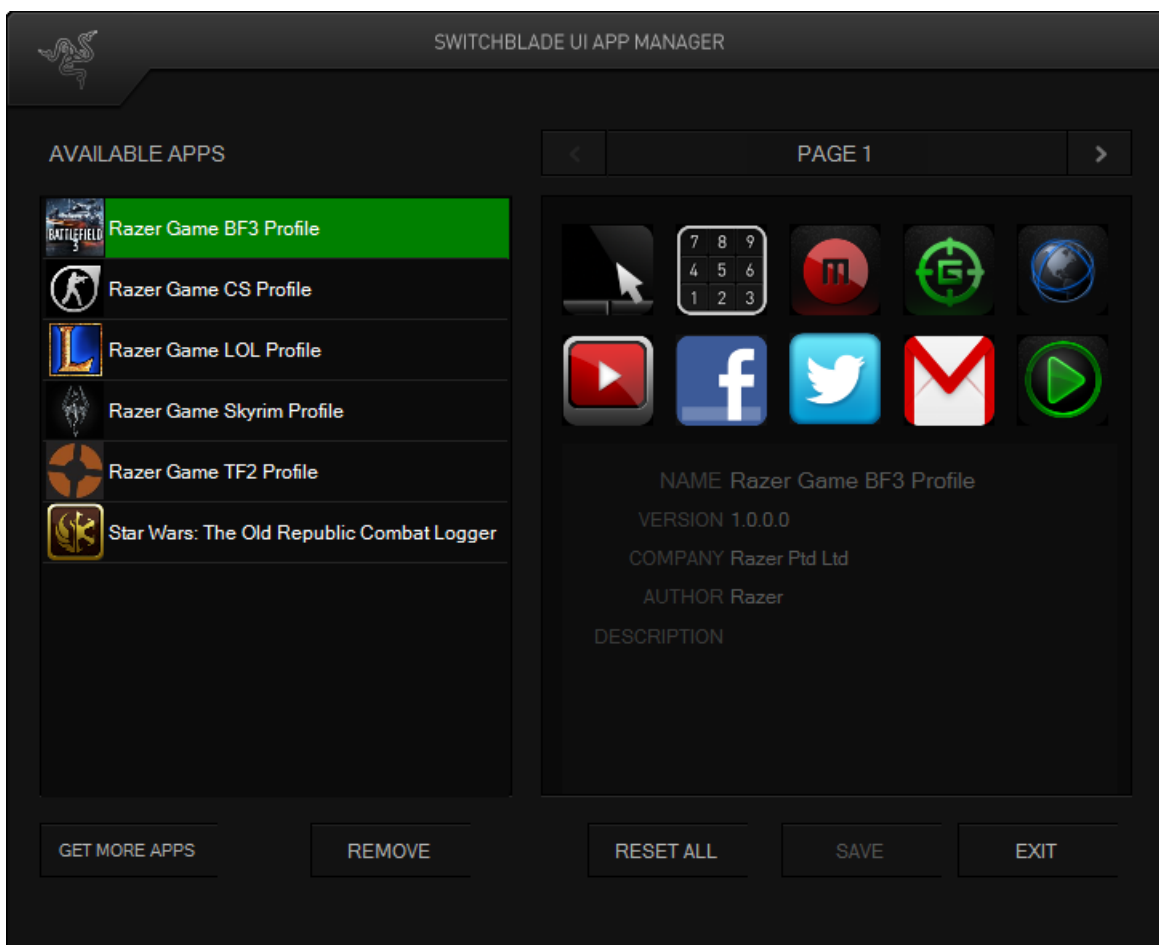 SWITCHBLADE UI APP MANAGER
AVAILABLE APPS
PAGE 1
BATTLEFIELD
3
Razer Game BF3 Profile
Razer Game CS Profile
L
Razer Game LOL Profile
Razer Game Skyrim Profile
Razer Game TF2 Profile
Star Wars: The Old Republic Combat Logger
7 8 9
4 5 6
1 2 3
m
G
f
M
NAME Razer Game BF3 Profile
VERSION 1.0.0.0
COMPANY Razer Ptd Ltd
AUTHOR Razer
DESCRIPTION
GET MORE APPS
REMOVE
RESET ALL
SAVE
EXIT